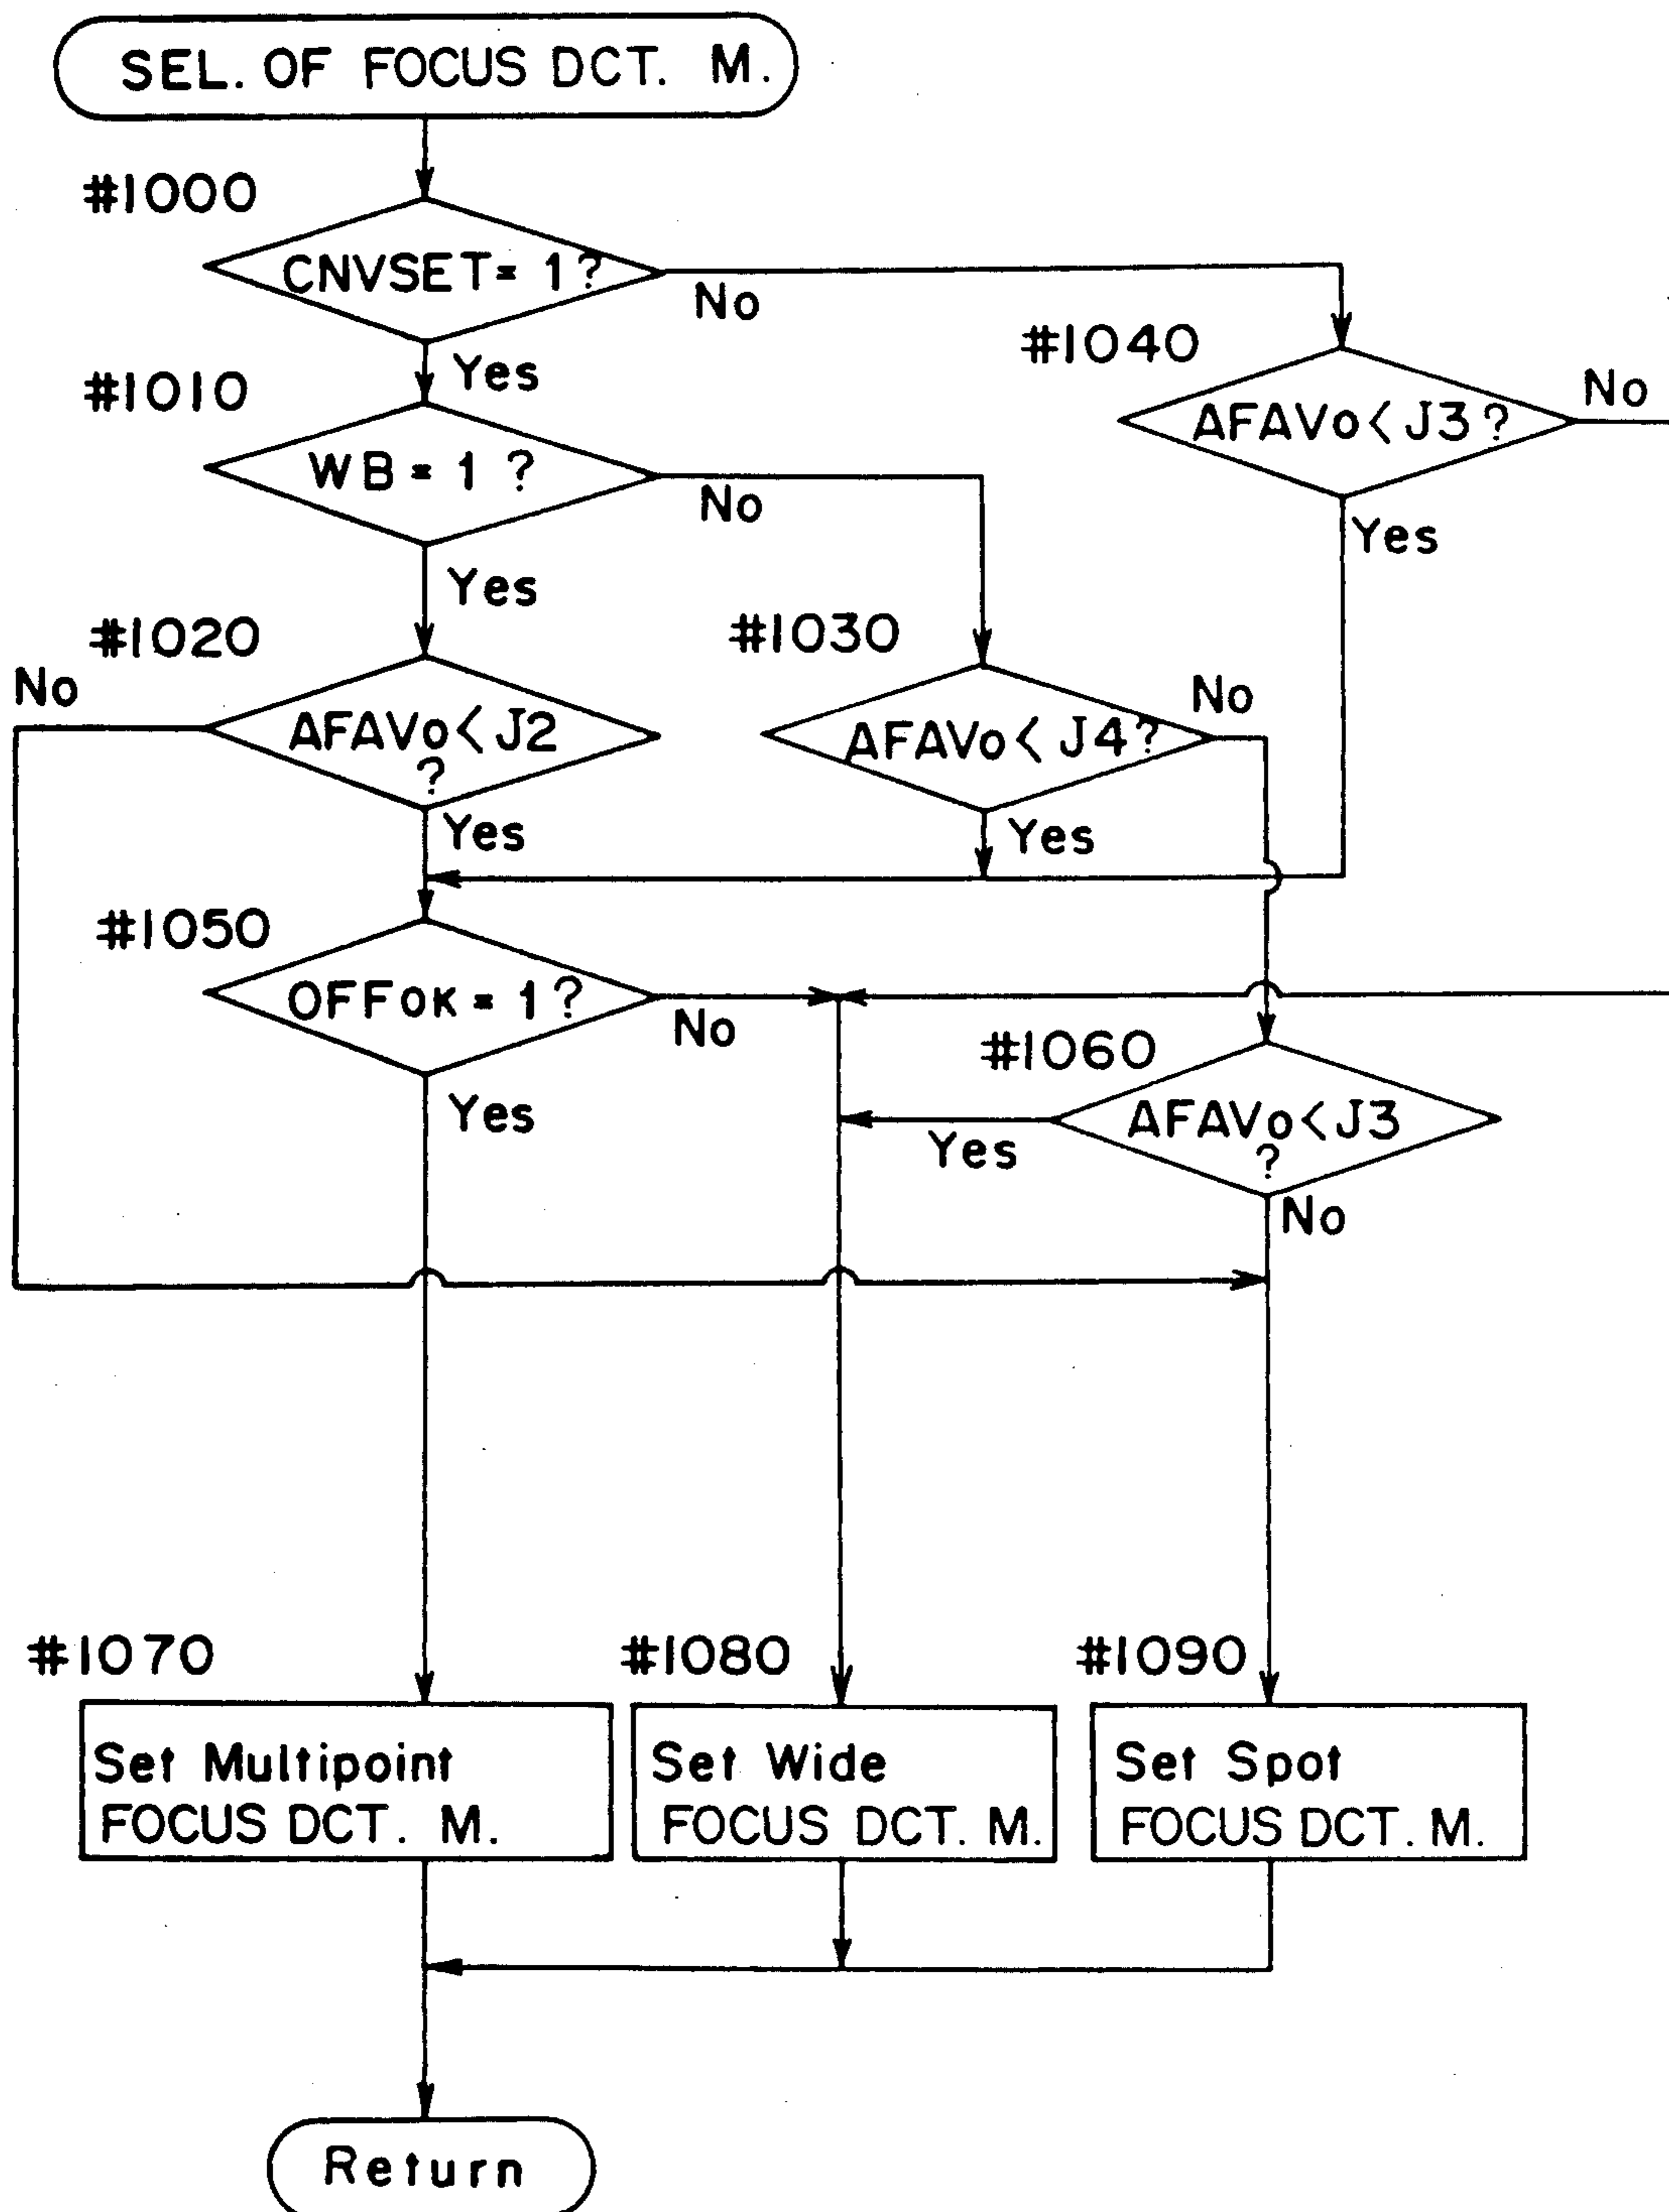 SEL. OF FOCUS DCT. M.
#1000
CNVSET = 1 ?
No
Yes
#1040
AFAVo < J3 ?
No
Yes
#1010
WB = 1 ?
No
Yes
#1020
No
AFAVo < J2
?
Yes
#1030
AFAVo < J4 ?
No
Yes
#1050
OFFOK = 1 ?
No
Yes
#1060
AFAVo < J3
?
Yes
No
#1070
Set Multipoint
FOCUS DCT. M.
#1080
Set Wide
FOCUS DCT. M.
#1090
Set Spot
FOCUS DCT. M.
Return